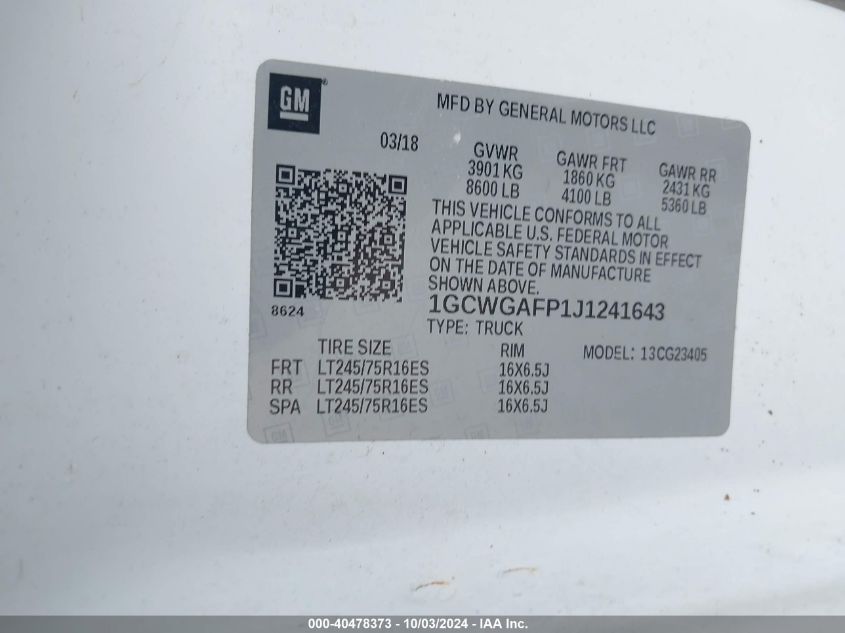 GM
MFD BY GENERAL MOTORS LLC
03/18
GVWR
3901 KG
8600 LB
GAWR FRT
1860 KG
4100 LB
GAWR RR
2431 KG
5360 LB
THIS VEHICLE CONFORMS TO ALL
APPLICABLE U.S. FEDERAL MOTOR
VEHICLE SAFETY STANDARDS IN EFFECT
ON THE DATE OF MANUFACTURE
SHOWN ABOVE.
8624
1GCWGAFP1J1241643
TYPE: TRUCK
TIRE SIZE RIM MODEL: 13CG23405
FRT LT245/75R16ES 16X6.5J
RR LT245/75R16ES 16X6.5J
SPA LT245/75R16ES 16X6.5J
000-40478373 - 10/03/2024 - IAA Inc.